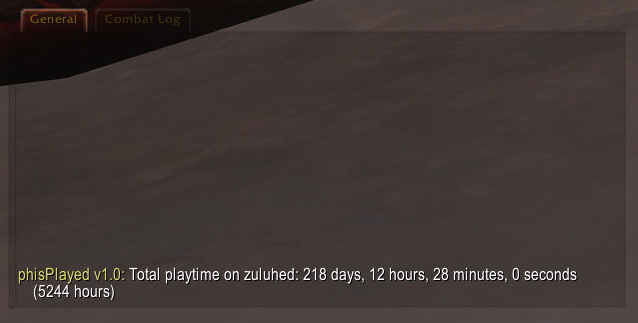 General
Combat Log
phisPlayed v1.0: Total playtime on zuluhed: 218 days, 12 hours, 28 minutes, 0 seconds
(5244 hours)